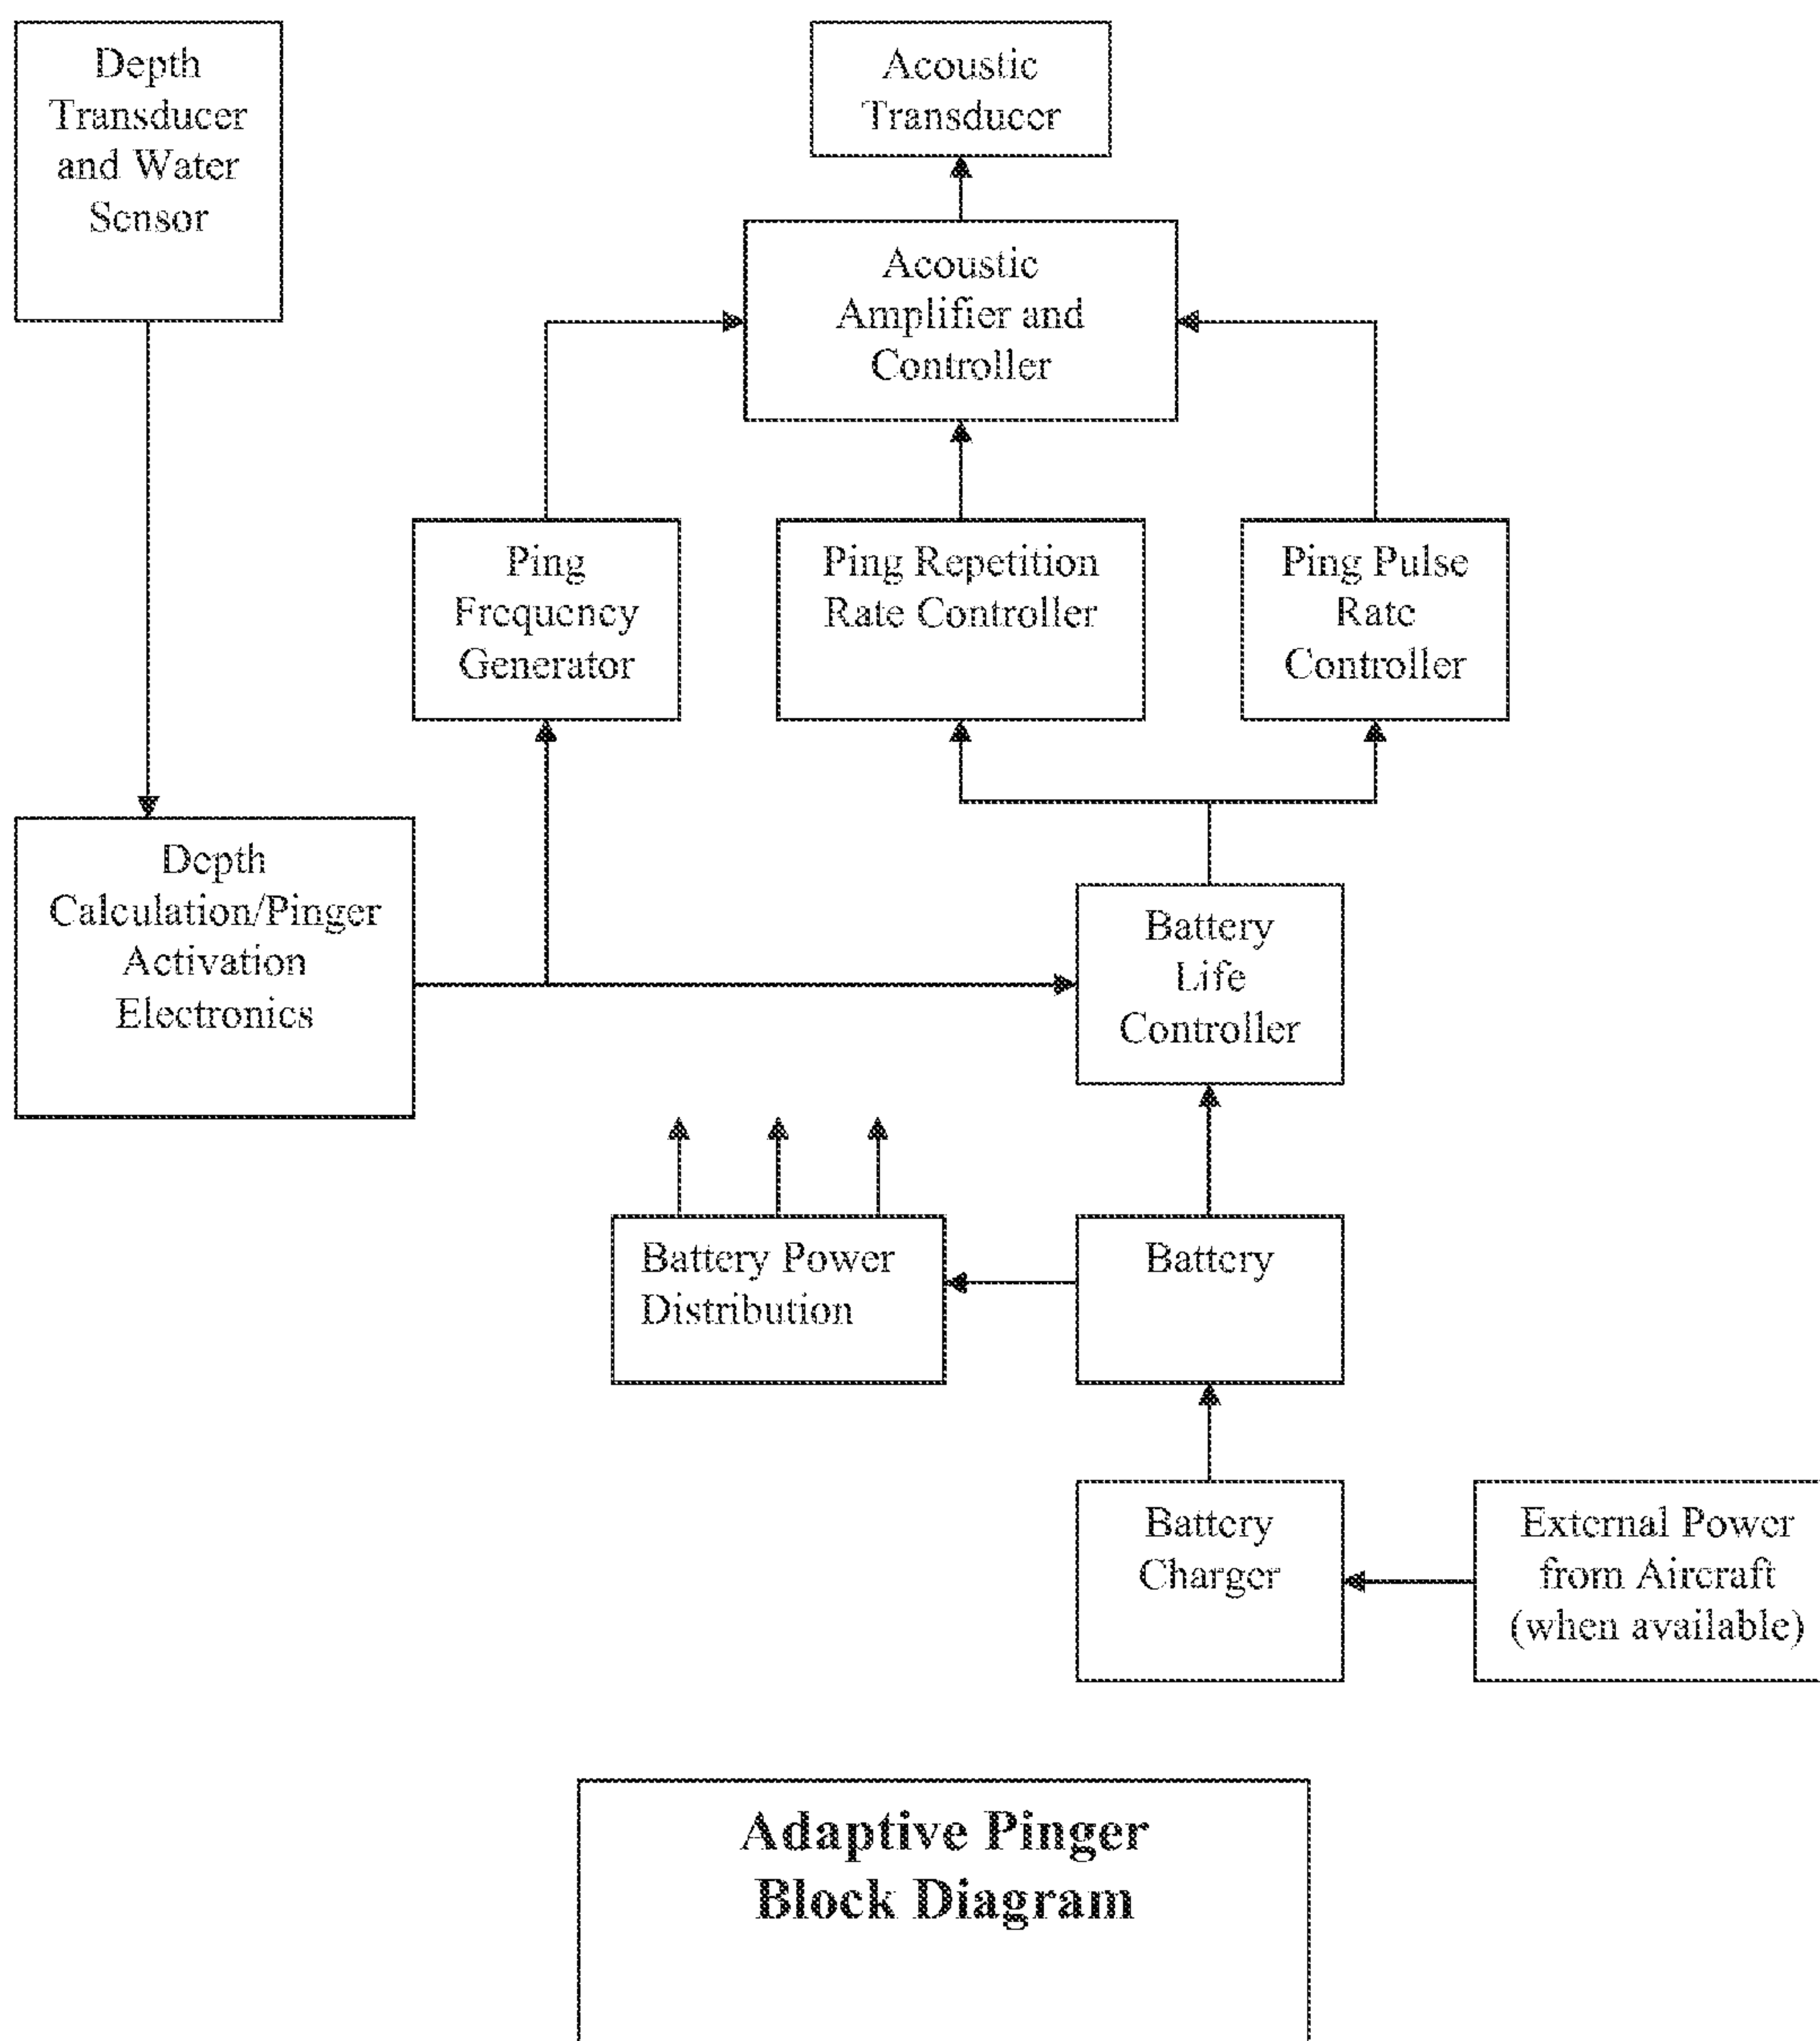 Depth
Transducer
and Water
Sensor
Acoustic
Transducer
Acoustic
Amplifier and
Controller
Ping
Frequency
Generator
Ping Repetition
Rate Controller
Ping Pulse
Rate
Controller
Depth
Calculation/Pinger
Activation
Electronics
Battery
Life
Controller
Battery Power
Distribution
Battery
Battery
Charger
External Power
from Aircraft
(when available)
Adaptive Pinger
Block Diagram